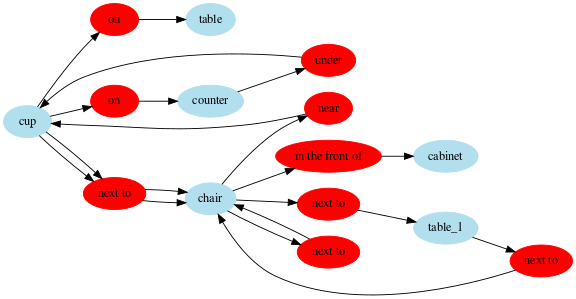 on
table
under
on
counter
near
cup
in the front of
cabinet
next to
chair
next to
table_1
next to
next to